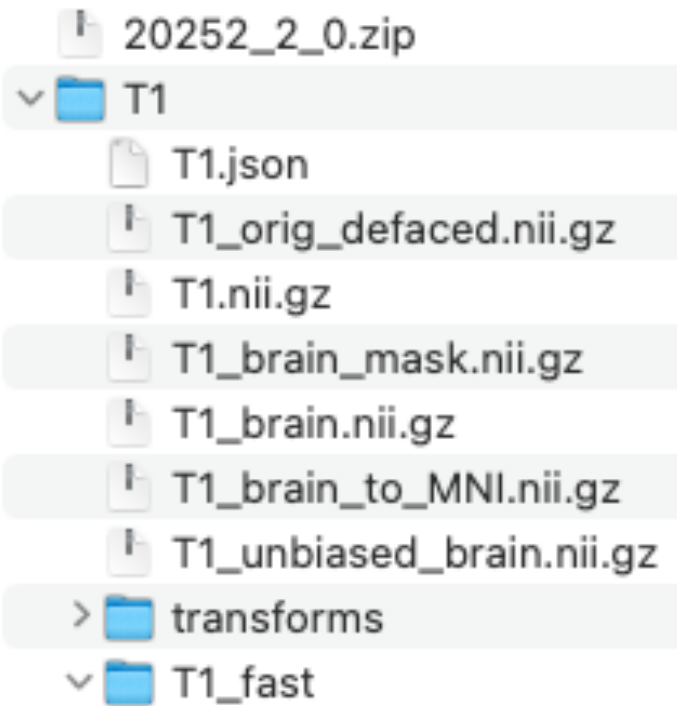 20252_2_0.zip
T1
T1.json
T1_orig_defaced.nii.gz
T1.nii.gz
T1_brain_mask.nii.gz
T1_brain.nii.gz
T1_brain_to_MNI.nii.gz
T1_unbiased_brain.nii.gz
transforms
T1_fast